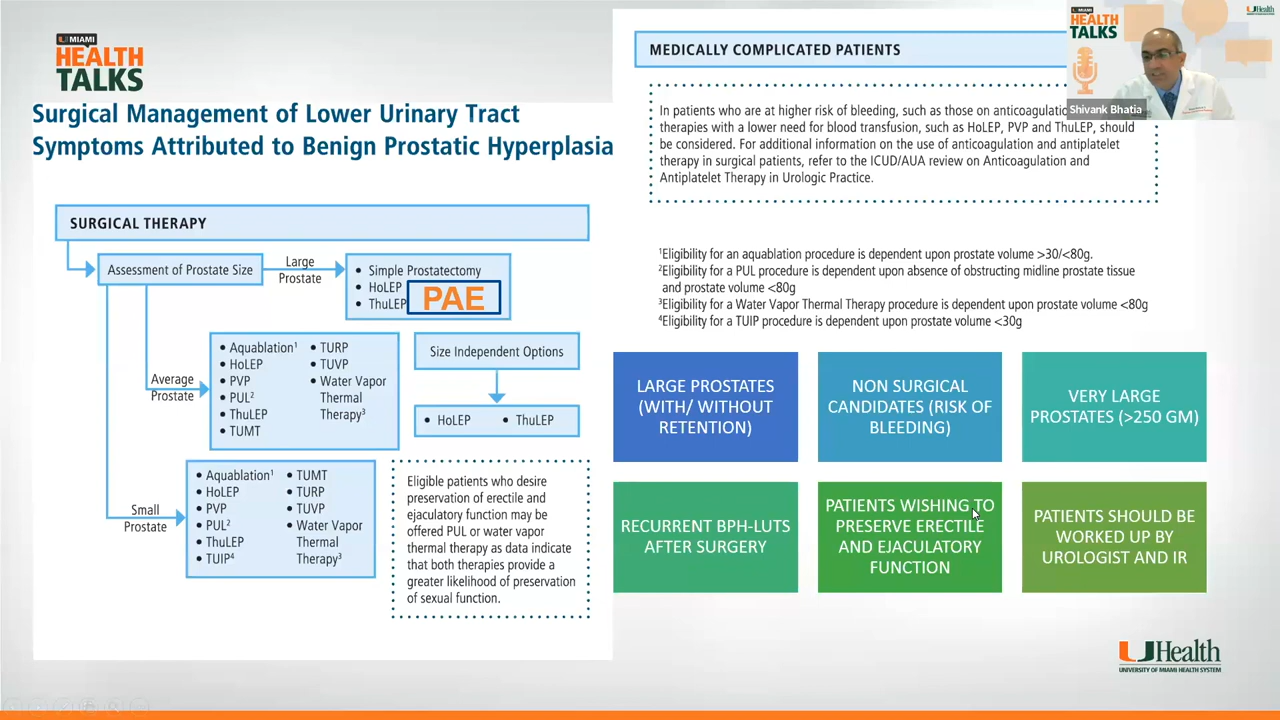 U MIAMI
HEALTH
TALKS
Surgical Management of Lower Urinary Tract
Symptoms Attributed to Benign Prostatic Hyperplasia
SURGICAL THERAPY
Assessment of Prostate Size
Large
Prostate
• Simple Prostatectomy
• HoLEP
• ThuLEP
PAE
Average
Prostate
• Aquablation¹
• HoLEP
• PVP
• PUL²
• ThuLEP
• TUMT
• TURP
• TUVP
• Water Vapor
Thermal
Therapy³
Size Independent Options
• HoLEP
• ThuLEP
Small
Prostate
• Aquablation¹
• HoLEP
• PVP
• PUL²
• ThuLEP
• TUIP⁴
• TUMT
• TURP
• TUVP
• Water Vapor
Thermal
Therapy³
Eligible patients who desire
preservation of erectile and
ejaculatory function may be
offered PUL or water vapor
thermal therapy as data indicate
that both therapies provide a
greater likelihood of preservation
of sexual function.
MEDICALLY COMPLICATED PATIENTS
In patients who are at higher risk of bleeding, such as those on
therapies with a lower need for blood transfusion, such as HoLEP, PVP and ThuLEP, should
be considered. For additional information on the use of anticoagulation and antiplatelet
therapy in surgical patients, refer to the ICUD/AUA review on Anticoagulation and
Antiplatelet Therapy in Urologic Practice.
¹Eligibility for an aquablation procedure is dependent upon prostate volume >30/<80g.
²Eligibility for a PUL procedure is dependent upon absence of obstructing midline prostate tissue
and prostate volume <80g
³Eligibility for a Water Vapor Thermal Therapy procedure is dependent upon prostate volume <80g
⁴Eligibility for a TUIP procedure is dependent upon prostate volume <30g
LARGE PROSTATES
(WITH/ WITHOUT
RETENTION)
NON SURGICAL
CANDIDATES (RISK OF
BLEEDING)
VERY LARGE
PROSTATES (>250 GM)
RECURRENT BPH-LUTS
AFTER SURGERY
PATIENTS WISHING TO
PRESERVE ERECTILE
AND EJACULATORY
FUNCTION
PATIENTS SHOULD BE
WORKED UP BY
UROLOGIST AND IR
U MIAMI
HEALTH
TALKS
UHealth
Shivank Bhatia
UHealth
UNIVERSITY OF MIAMI HEALTH SYSTEM